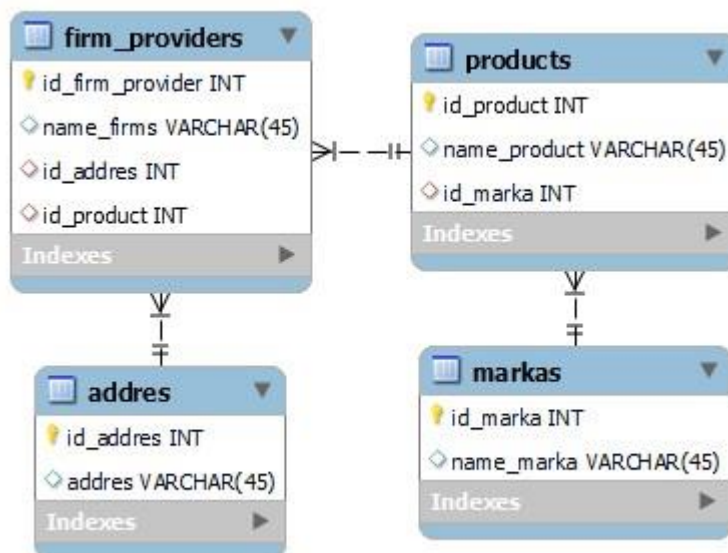 firm_providers
id_firm_provider INT
name_firms VARCHAR(45)
id_addres INT
id_product INT
Indexes
products
id_product INT
name_product VARCHAR(45)
id_marka INT
Indexes
addres
id_addres INT
addres VARCHAR(45)
Indexes
markas
id_marka INT
name_marka VARCHAR(45)
Indexes